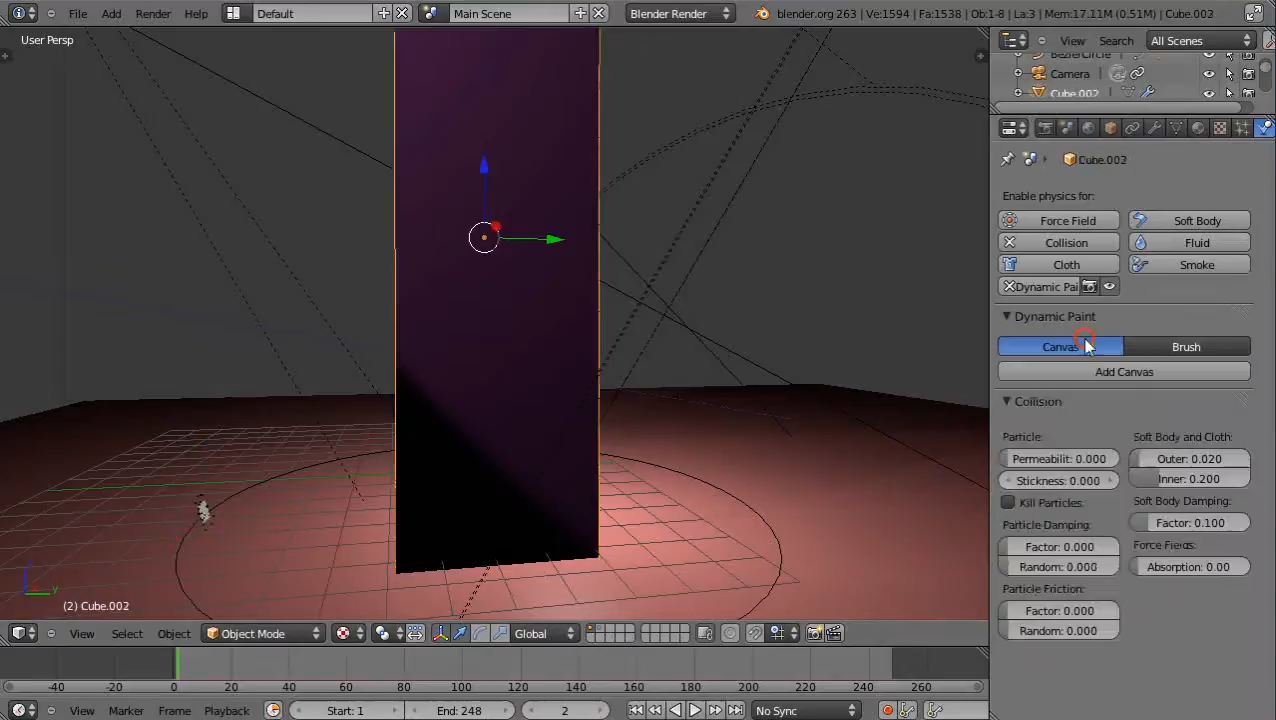 File Add Render Help Default Main Scene Blender Render blender.org 263 | Ve:1594 | Fa:1538 | Ob:1-8 | La:3 | Mem:17.11M (0.51M) | Cube.002
User Persp
View Search All Scenes
BezierCircle
Camera
Cube.002
Cube.002
Enable physics for:
Force Field Soft Body
Collision Fluid
Cloth Smoke
Dynamic Pai
Dynamic Paint
Canvas Brush
Add Canvas
Collision
Particle: Soft Body and Cloth:
Permeabilit: 0.000 Outer: 0.020
Stickness: 0.000 Inner: 0.200
Kill Particles Soft Body Damping:
Particle Damping: Factor: 0.100
Factor: 0.000 Force Fields:
Random: 0.000 Absorption: 0.00
Particle Friction:
Factor: 0.000
Random: 0.000
z
y
(2) Cube.002
View Select Object Object Mode Global
-40 -20 0 20 40 60 80 100 120 140 160 180 200 220 240 260
View Marker Frame Playback Start: 1 End: 248 2 No Sync